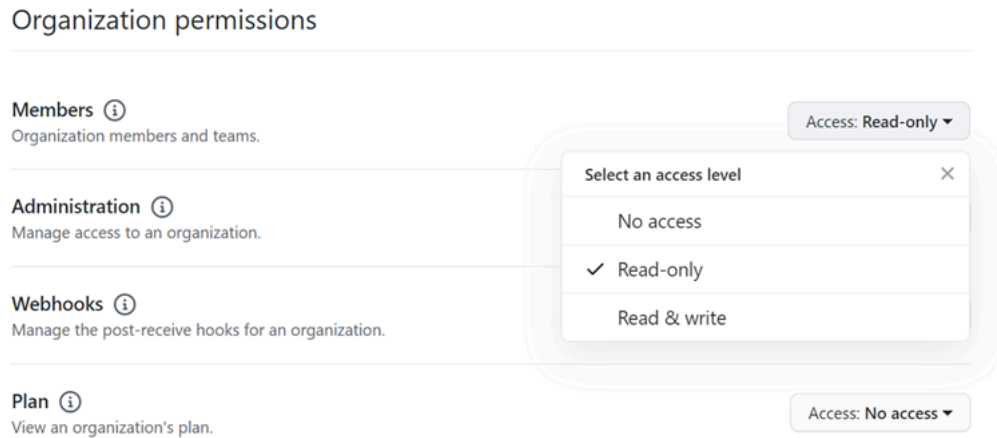 Organization permissions
Members
Organization members and teams.
Access: Read-only
Select an access level
No access
Read-only
Read & write
Administration
Manage access to an organization.
Webhooks
Manage the post-receive hooks for an organization.
Plan
View an organization's plan.
Access: No access